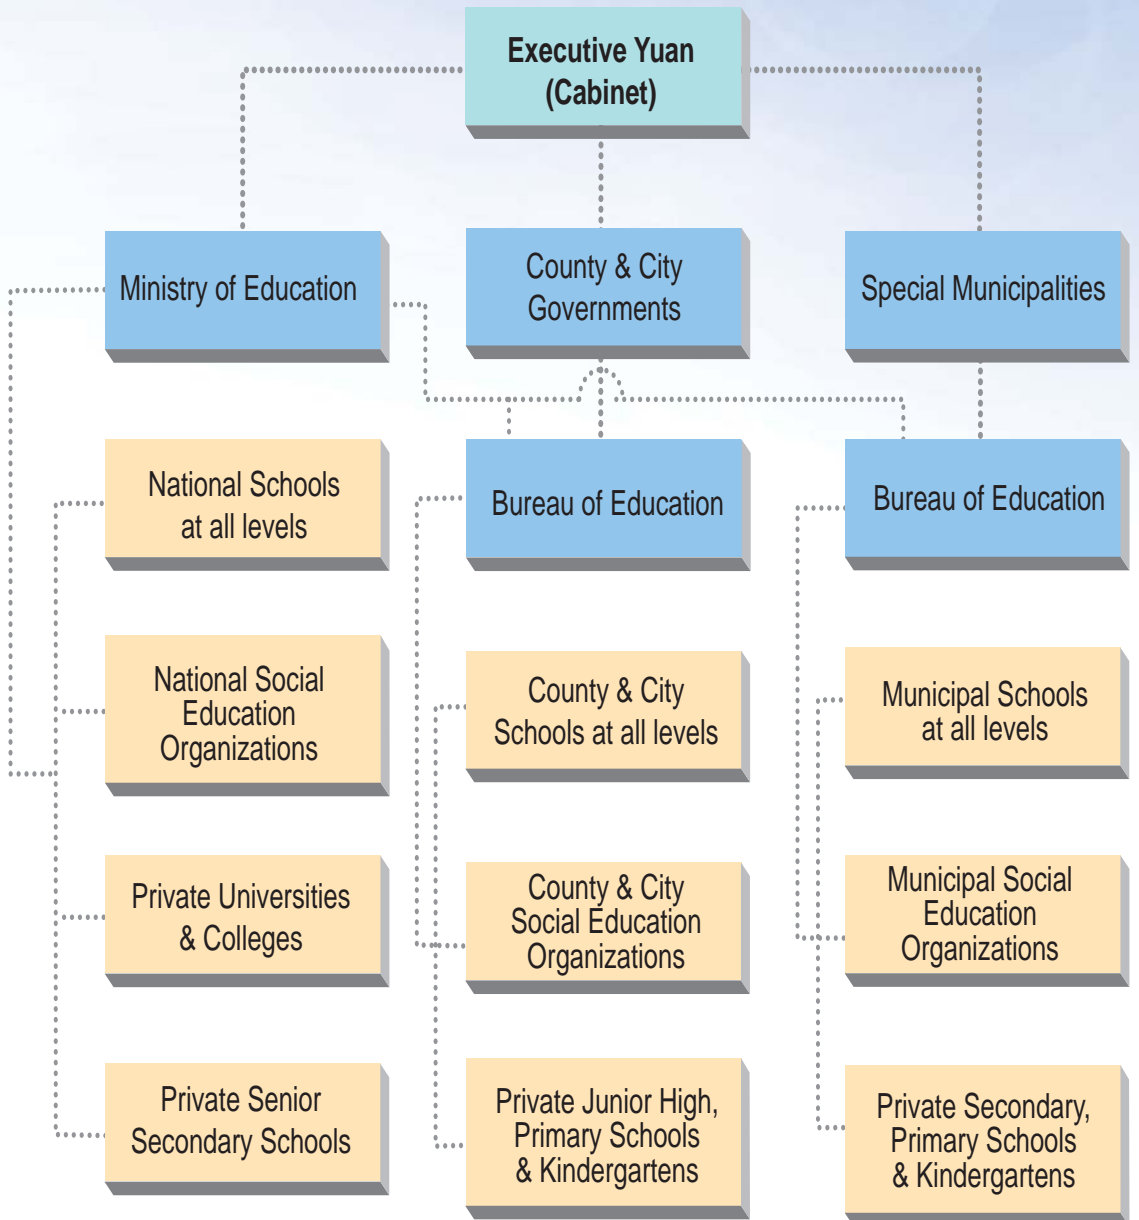 Executive Yuan
(Cabinet)
Ministry of Education
County & City
Governments
Special Municipalities
National Schools
at all levels
Bureau of Education
Bureau of Education
National Social
Education
Organizations
County & City
Schools at all levels
Municipal Schools
at all levels
Private Universities
& Colleges
County & City
Social Education
Organizations
Municipal Social
Education
Organizations
Private Senior
Secondary Schools
Private Junior High,
Primary Schools
& Kindergartens
Private Secondary,
Primary Schools
& Kindergartens